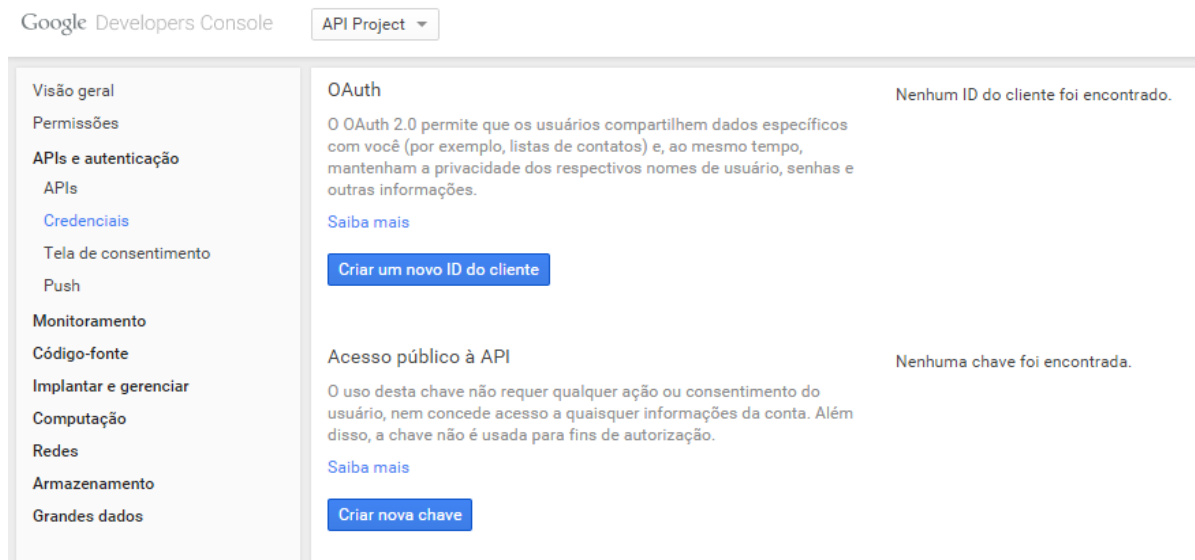 Google Developers Console
API Project
Visão geral
Permissões
APIs e autenticação
APIs
Credenciais
Tela de consentimento
Push
Monitoramento
Código-fonte
Implantar e gerenciar
Computação
Redes
Armazenamento
Grandes dados
OAuth
O OAuth 2.0 permite que os usuários compartilhem dados específicos
com você (por exemplo, listas de contatos) e, ao mesmo tempo,
mantenham a privacidade dos respectivos nomes de usuário, senhas e
outras informações.
Saiba mais
Criar um novo ID do cliente
Nenhum ID do cliente foi encontrado.
Acesso público à API
O uso desta chave não requer qualquer ação ou consentimento do
usuário, nem concede acesso a quaisquer informações da conta. Além
disso, a chave não é usada para fins de autorização.
Saiba mais
Criar nova chave
Nenhuma chave foi encontrada.